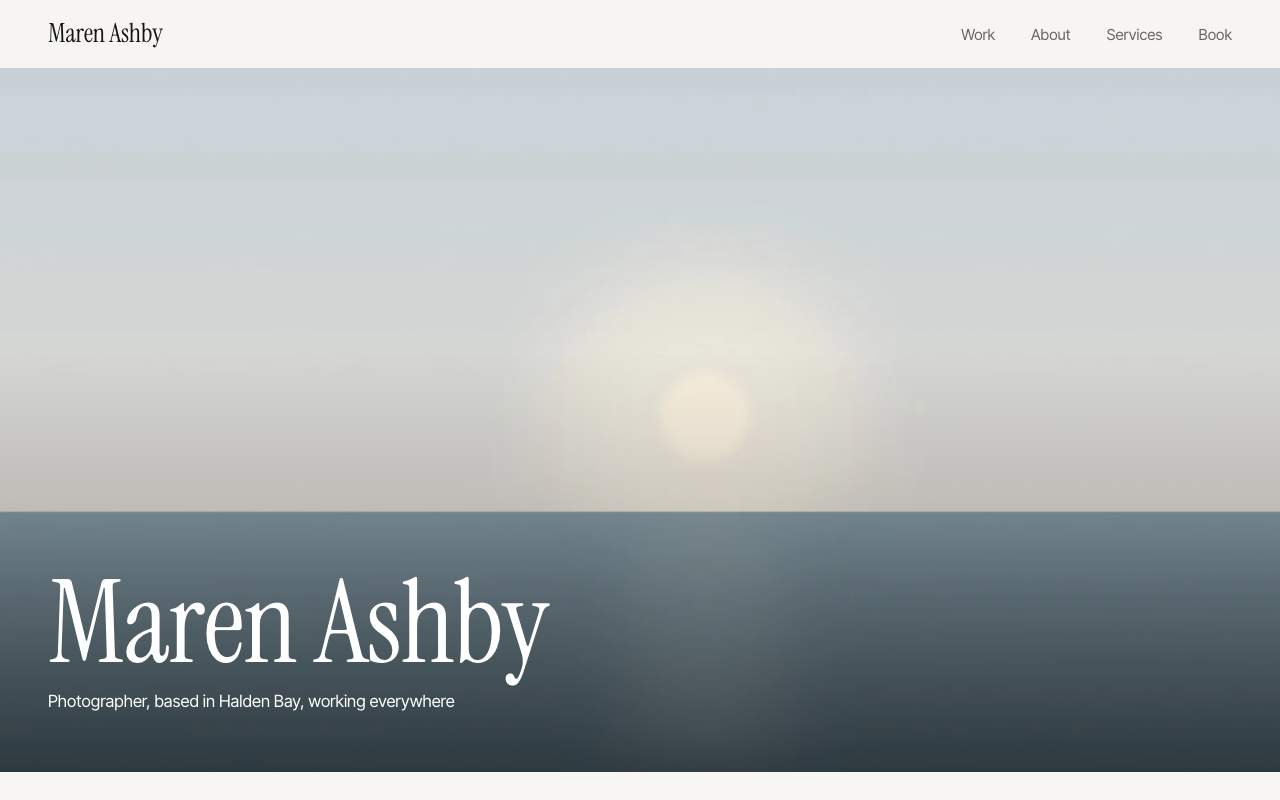 Maren Ashby
Work About Services Book
Maren Ashby
Photographer, based in Halden Bay, working everywhere